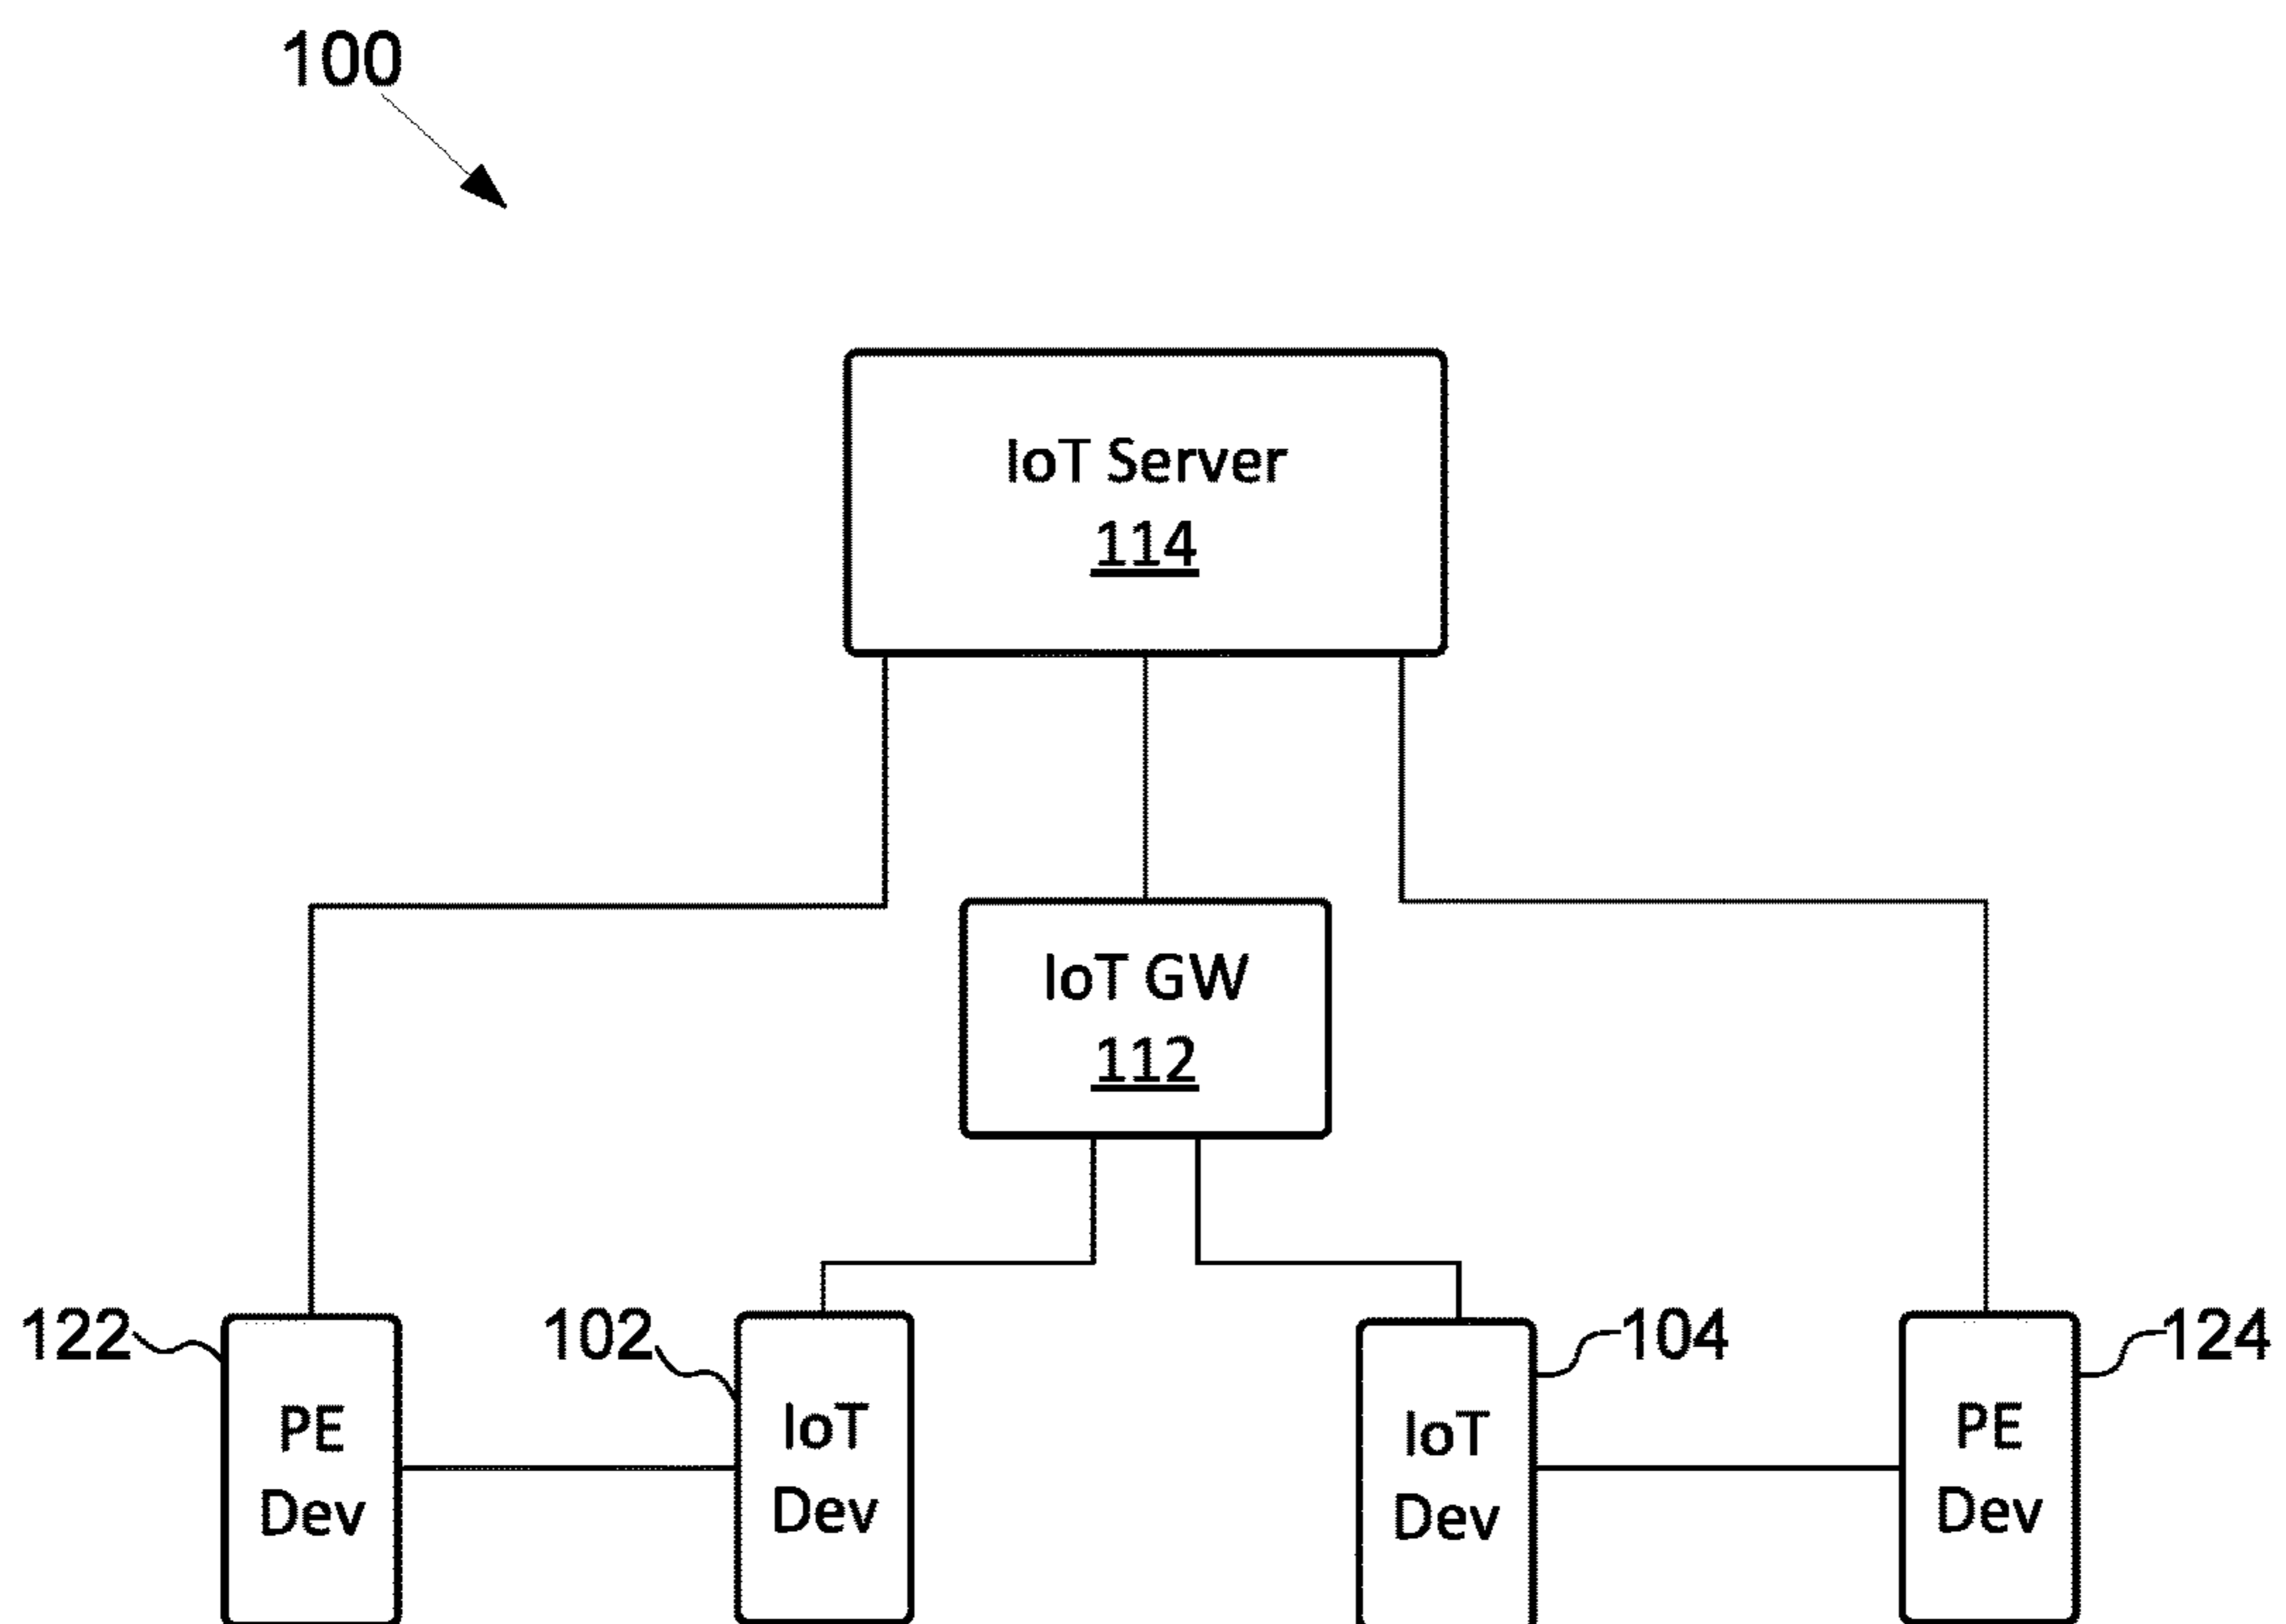 100
IoT Server
114
IoT GW
112
122
102
104
124
PE
Dev
IoT
Dev
IoT
Dev
PE
Dev